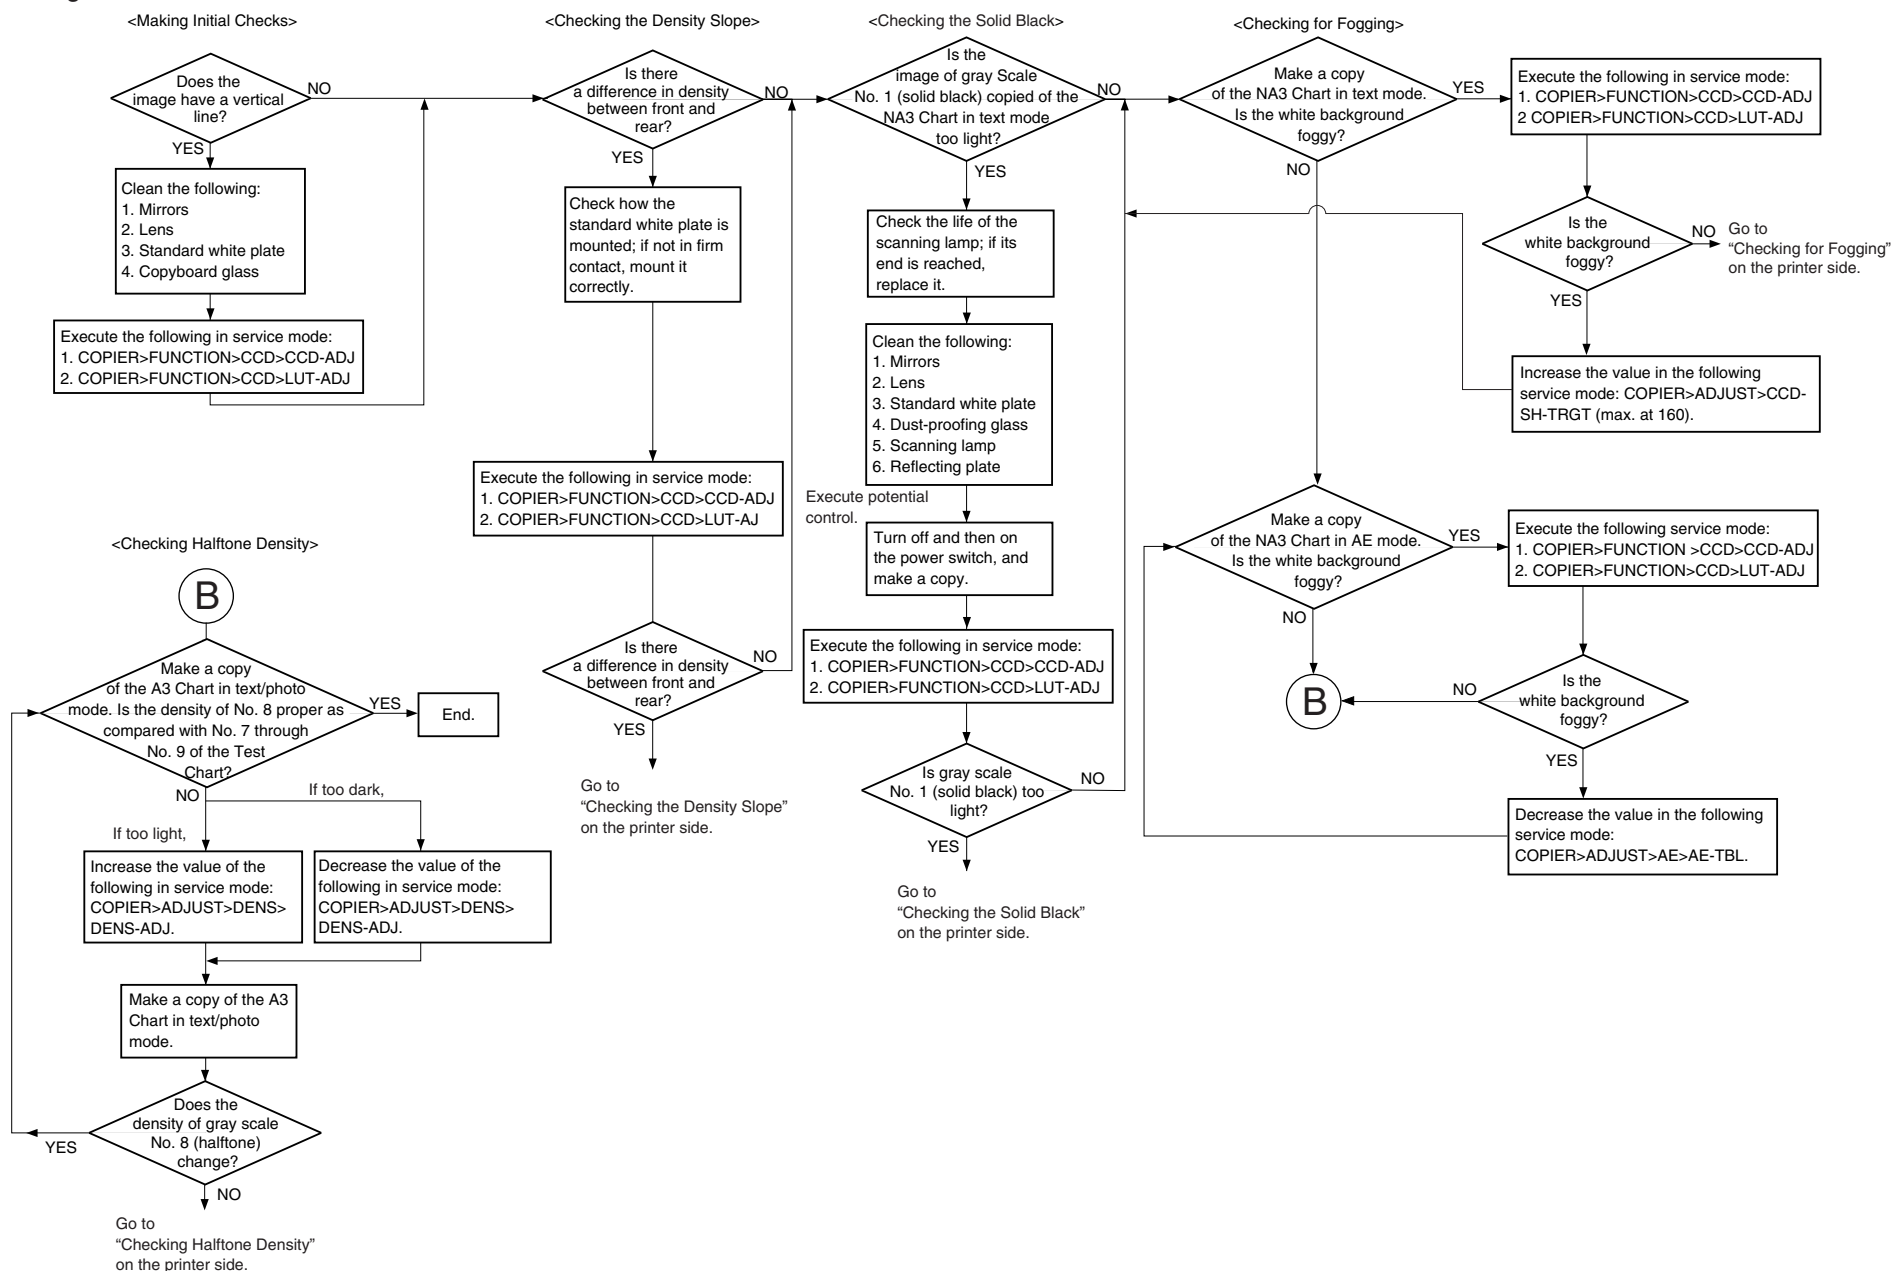 <Making Initial Checks>
Does the
image have a vertical
line?
NO
YES
Clean the following:
1. Mirrors
2. Lens
3. Standard white plate
4. Copyboard glass
Execute the following in service mode:
1. COPIER>FUNCTION>CCD>CCD-ADJ
2. COPIER>FUNCTION>CCD>LUT-ADJ
<Checking the Density Slope>
Is there
a difference in density
between front and
rear?
NO
YES
Check how the
standard white plate is
mounted; if not in firm
contact, mount it
correctly.
Execute the following in service mode:
1. COPIER>FUNCTION>CCD>CCD-ADJ
2. COPIER>FUNCTION>CCD>LUT-AJ
Is there
a difference in density
between front and
rear?
NO
YES
Go to
“Checking the Density Slope”
on the printer side.
<Checking the Solid Black>
Is the
image of gray Scale
No. 1 (solid black) copied of the
NA3 Chart in text mode
too light?
NO
YES
Check the life of the
scanning lamp; if its
end is reached,
replace it.
Clean the following:
1. Mirrors
2. Lens
3. Standard white plate
4. Dust-proofing glass
5. Scanning lamp
6. Reflecting plate
Execute potential
control.
Turn off and then on
the power switch, and
make a copy.
Execute the following in service mode:
1. COPIER>FUNCTION>CCD>CCD-ADJ
2. COPIER>FUNCTION>CCD>LUT-ADJ
Is gray scale
No. 1 (solid black) too
light?
NO
YES
Go to
“Checking the Solid Black”
on the printer side.
<Checking for Fogging>
Make a copy
of the NA3 Chart in text mode.
Is the white background
foggy?
YES
NO
Execute the following in service mode:
1. COPIER>FUNCTION>CCD>CCD-ADJ
2 COPIER>FUNCTION>CCD>LUT-ADJ
Is the
white background
foggy?
NO
Go to
“Checking for Fogging”
on the printer side.
YES
Increase the value in the following
service mode: COPIER>ADJUST>CCD-
SH-TRGT (max. at 160).
Make a copy
of the NA3 Chart in AE mode.
Is the white background
foggy?
YES
NO
B
Execute the following service mode:
1. COPIER>FUNCTION >CCD>CCD-ADJ
2. COPIER>FUNCTION>CCD>LUT-ADJ
Is the
white background
foggy?
NO
YES
Decrease the value in the following
service mode:
COPIER>ADJUST>AE>AE-TBL.
<Checking Halftone Density>
B
Make a copy
of the A3 Chart in text/photo
mode. Is the density of No. 8 proper as
compared with No. 7 through
No. 9 of the Test
Chart?
YES
End.
NO
If too dark,
If too light,
Increase the value of the
following in service mode:
COPIER>ADJUST>DENS>
DENS-ADJ.
Decrease the value of the
following in service mode:
COPIER>ADJUST>DENS>
DENS-ADJ.
Make a copy of the A3
Chart in text/photo
mode.
Does the
density of gray scale
No. 8 (halftone)
change?
YES
NO
Go to
“Checking Halftone Density”
on the printer side.